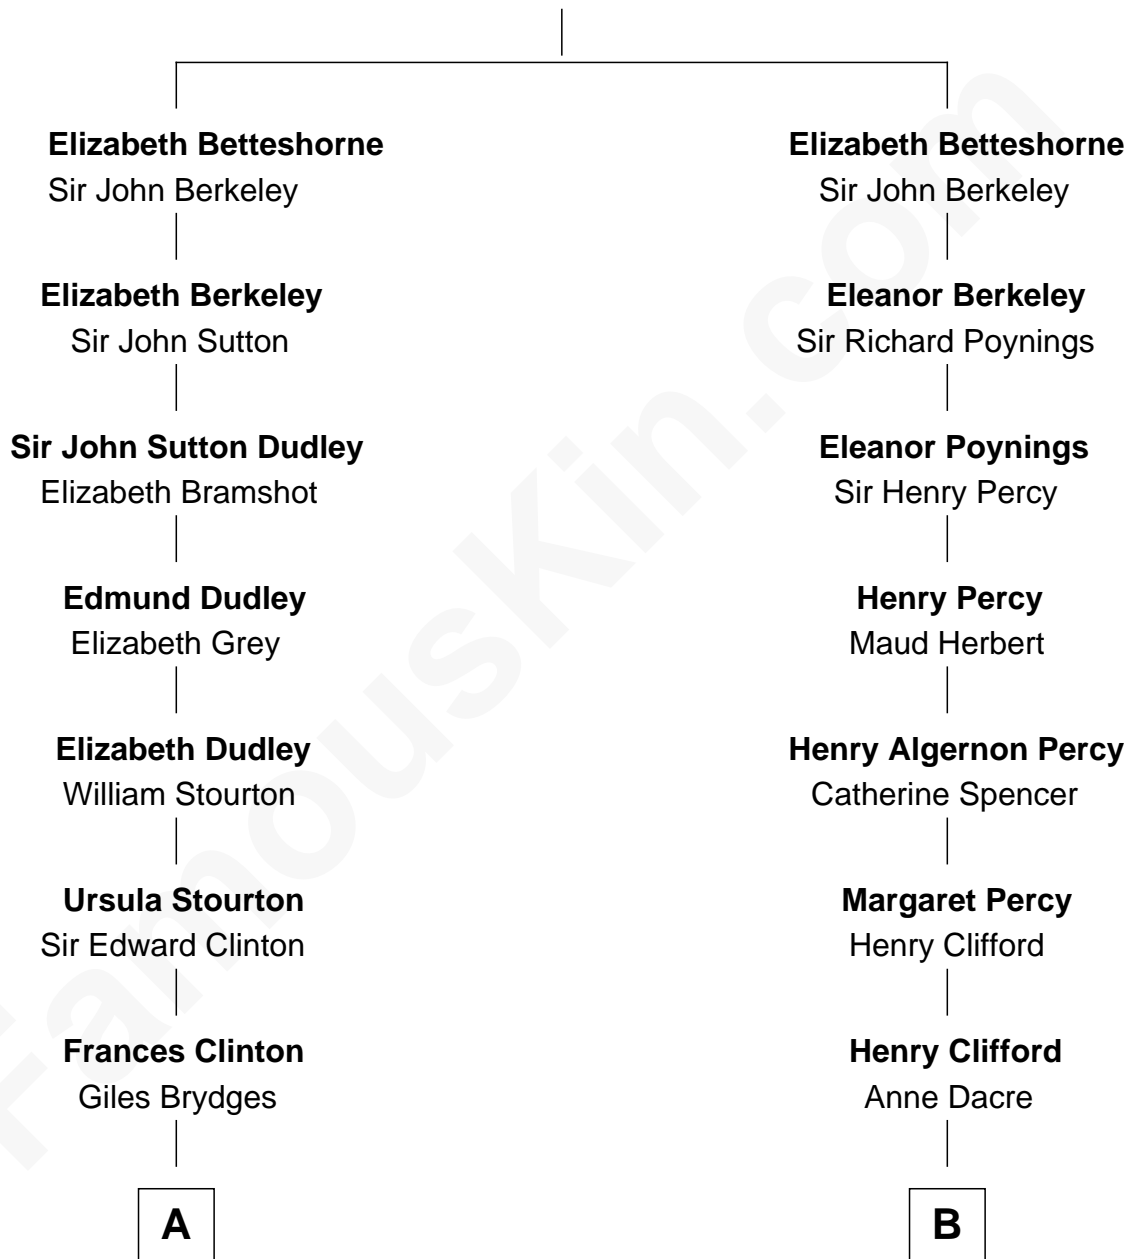 Elizabeth Betteshorne
Sir John Berkeley
Elizabeth Berkeley
Sir John Sutton
Sir John Sutton Dudley
Elizabeth Bramshot
Edmund Dudley
Elizabeth Grey
Elizabeth Dudley
William Stourton
Ursula Stourton
Sir Edward Clinton
Frances Clinton
Giles Brydges
A
Elizabeth Betteshorne
Sir John Berkeley
Eleanor Berkeley
Sir Richard Poynings
Eleanor Poynings
Sir Henry Percy
Henry Percy
Maud Herbert
Henry Algernon Percy
Catherine Spencer
Margaret Percy
Henry Clifford
Henry Clifford
Anne Dacre
B
FamousKin.com